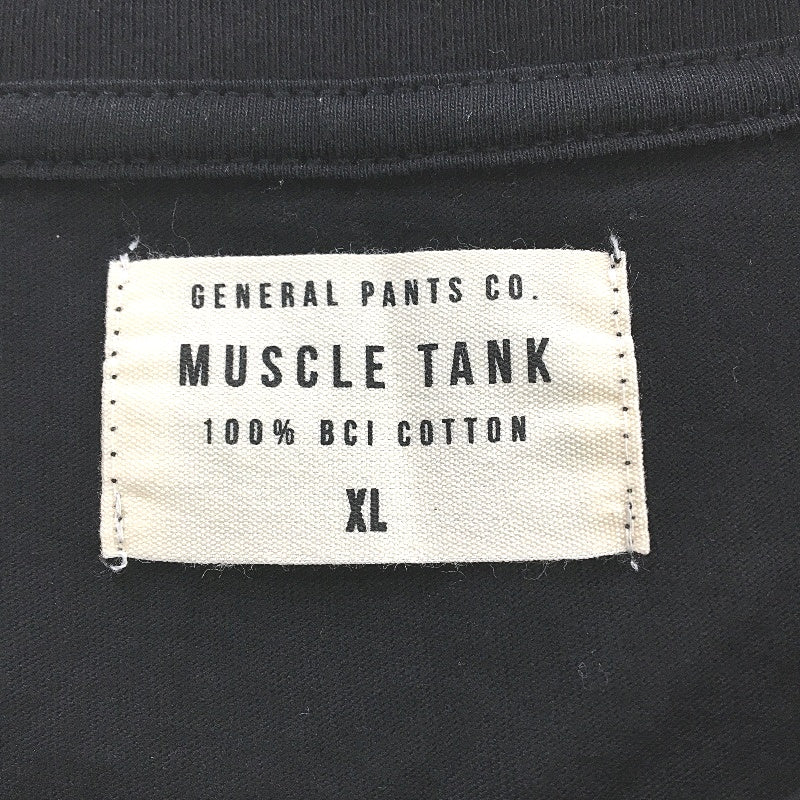 GENERAL PANTS CO.
MUSCLE TANK
100% BCI COTTON
XL